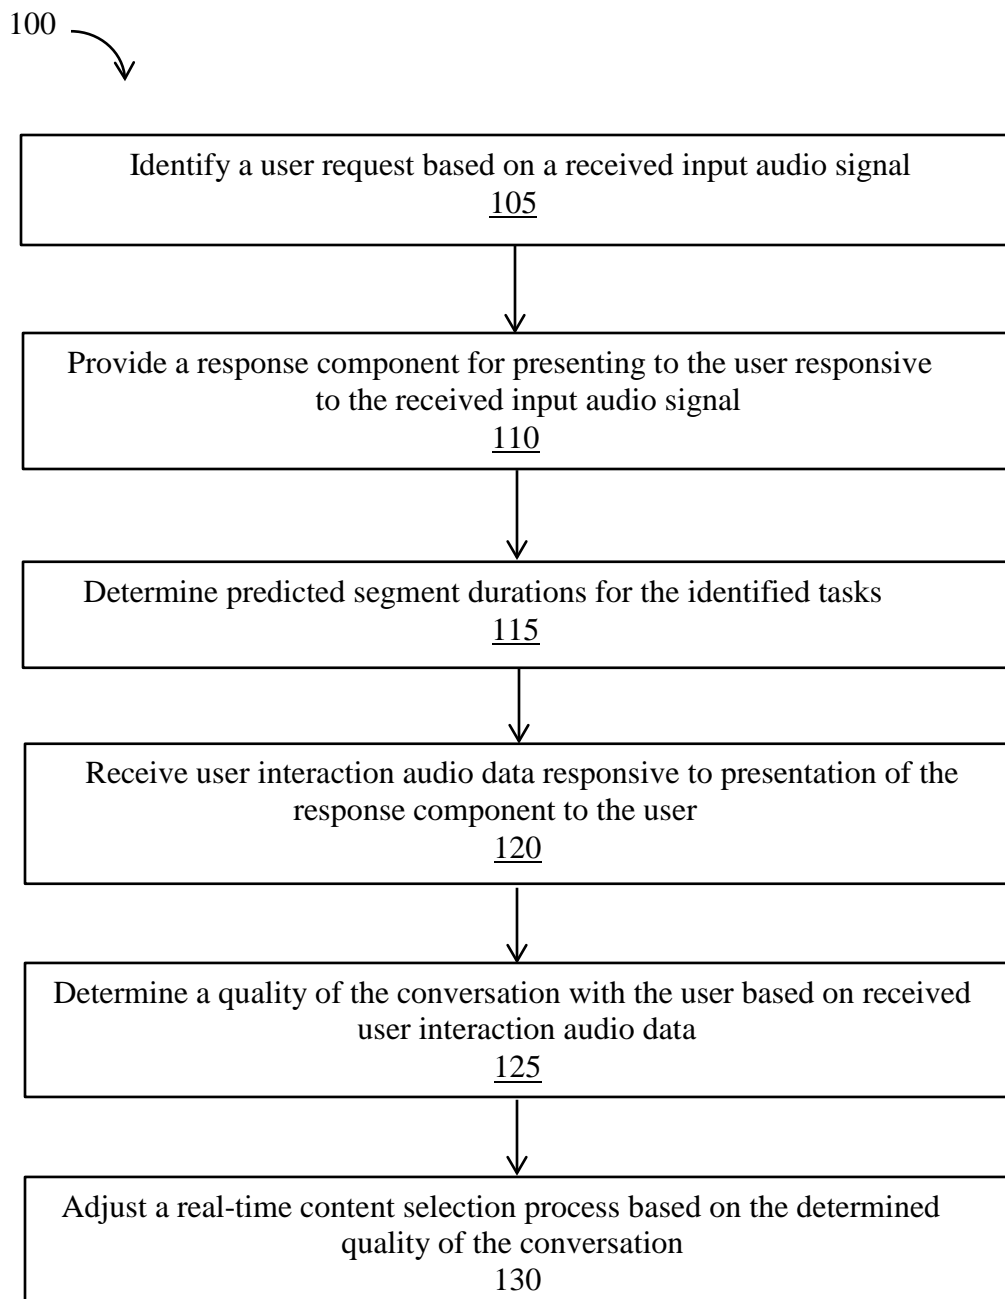 100
Identify a user request based on a received input audio signal
105
Provide a response component for presenting to the user responsive
to the received input audio signal
110
Determine predicted segment durations for the identified tasks
115
Receive user interaction audio data responsive to presentation of the
response component to the user
120
Determine a quality of the conversation with the user based on received
user interaction audio data
125
Adjust a real-time content selection process based on the determined
quality of the conversation
130